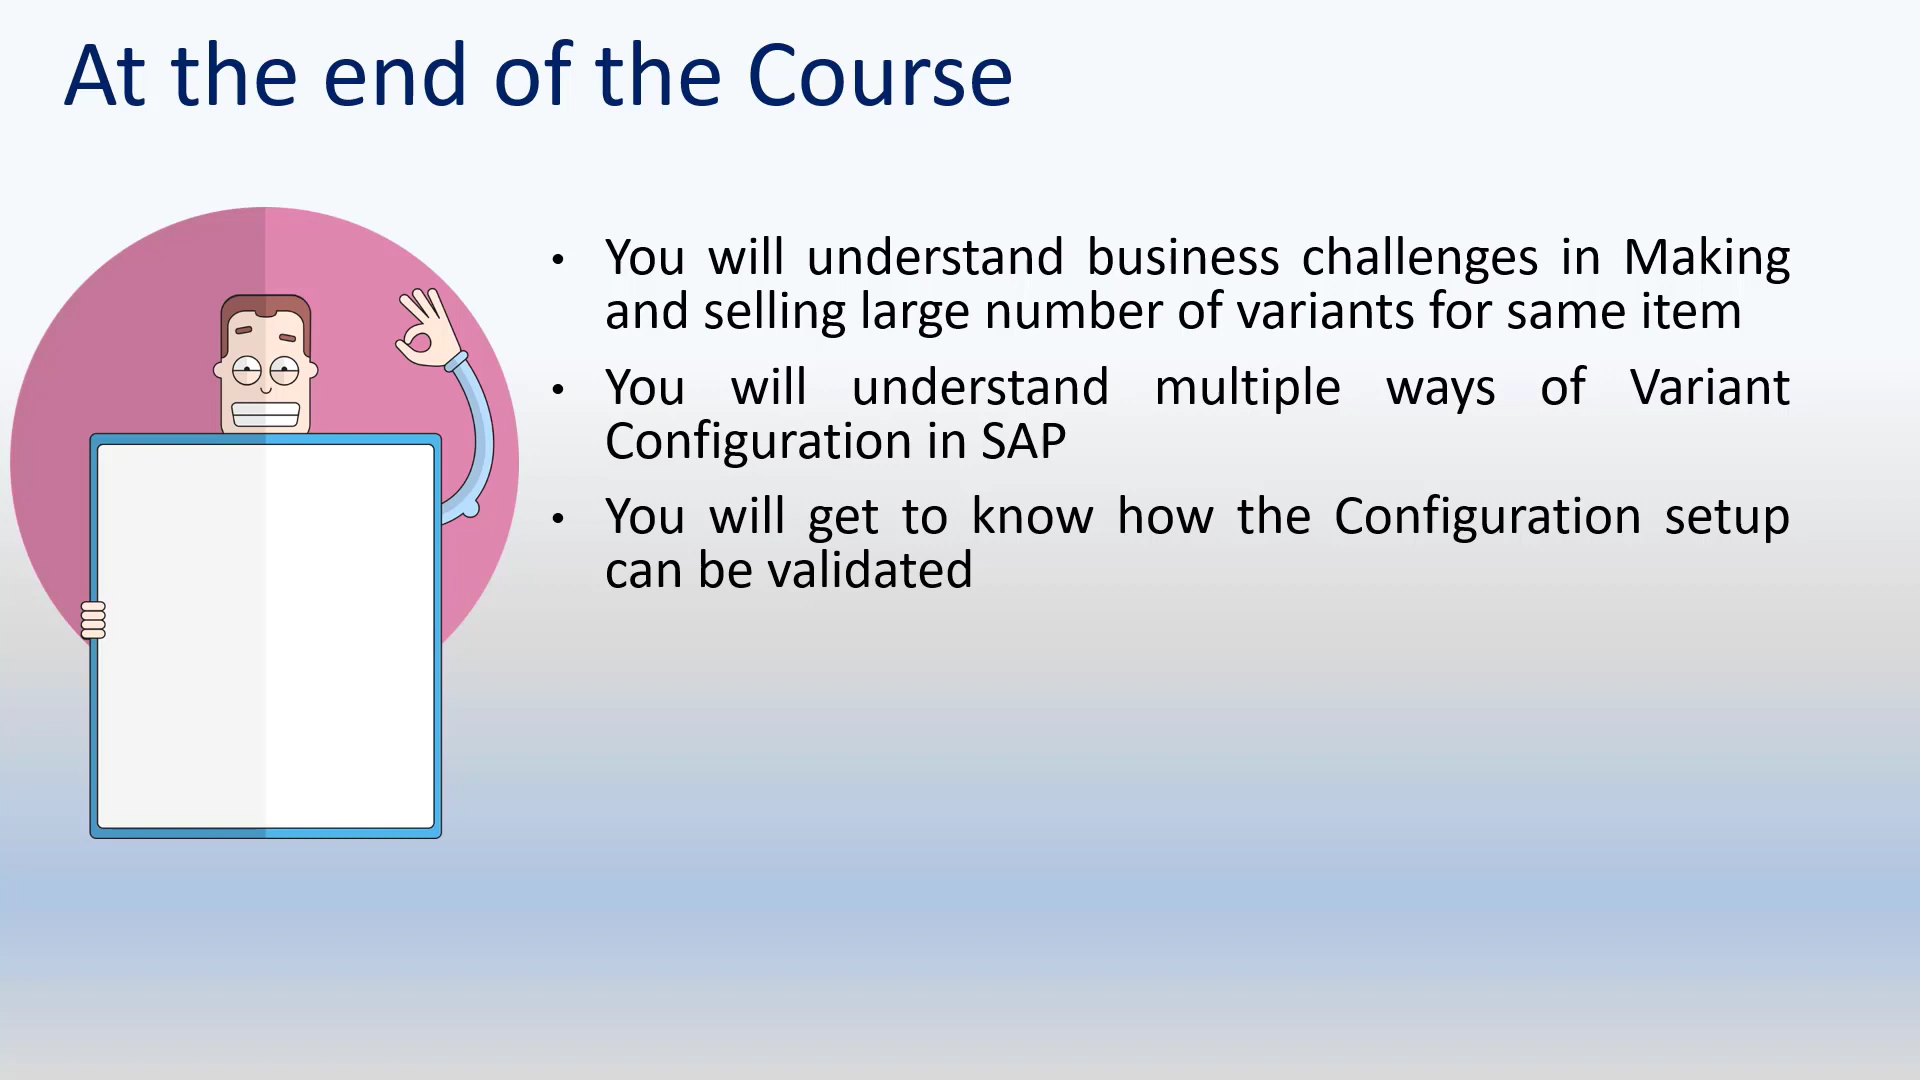 At the end of the Course
• You will understand business challenges in Making
and selling large number of variants for same item
• You will understand multiple ways of Variant
Configuration in SAP
• You will get to know how the Configuration setup
can be validated